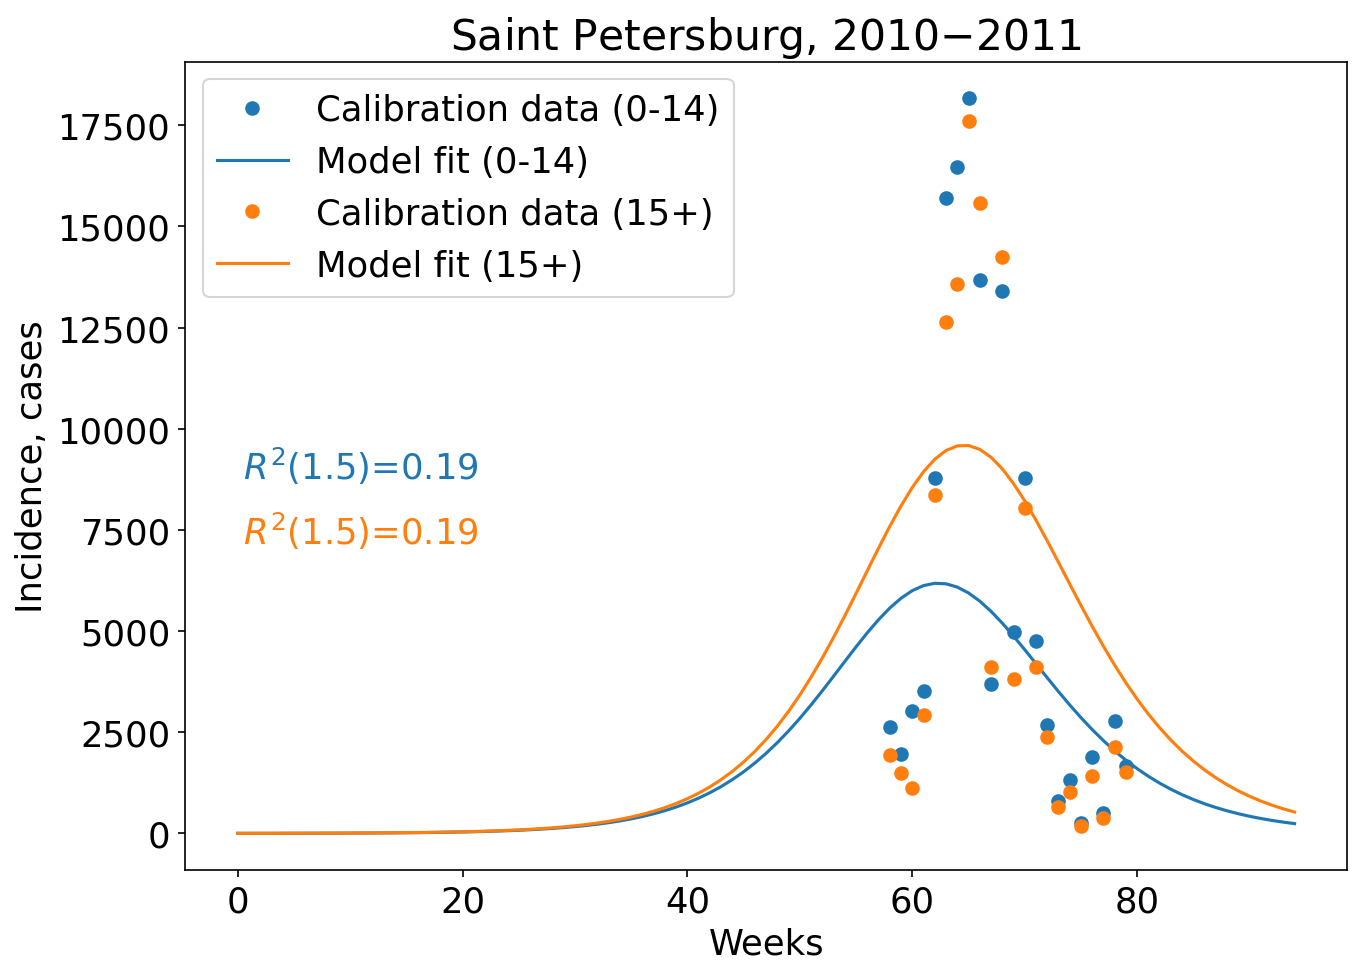 Saint Petersburg, 2010−2011
Calibration data (0-14)
Model fit (0-14)
Calibration data (15+)
Model fit (15+)
17500
15000
12500
10000
7500
5000
2500
0
Incidence, cases
R²(1.5)=0.19
R²(1.5)=0.19
0 20 40 60 80
Weeks